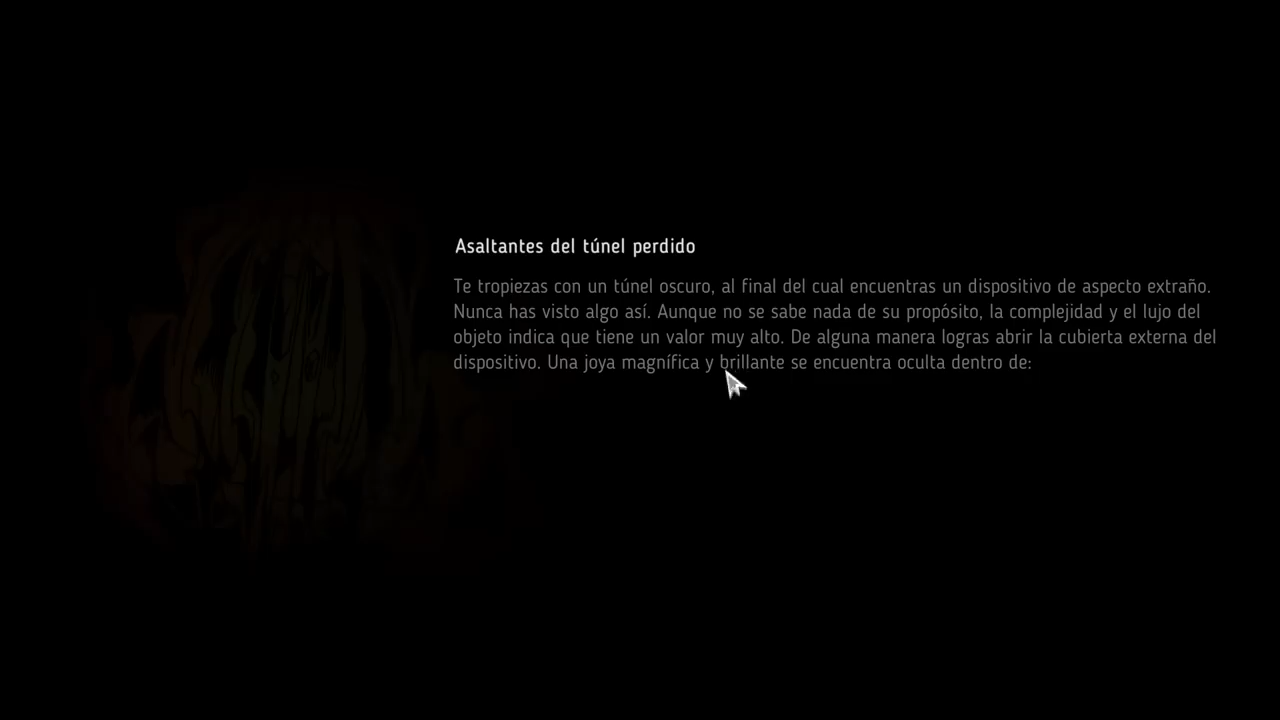 Asaltantes del túnel perdido
Te tropiezas con un túnel oscuro, al final del cual encuentras un dispositivo de aspecto extraño.
Nunca has visto algo así. Aunque no se sabe nada de su propósito, la complejidad y el lujo del
objeto indica que tiene un valor muy alto. De alguna manera logras abrir la cubierta externa del
dispositivo. Una joya magnífica y brillante se encuentra oculta dentro de: